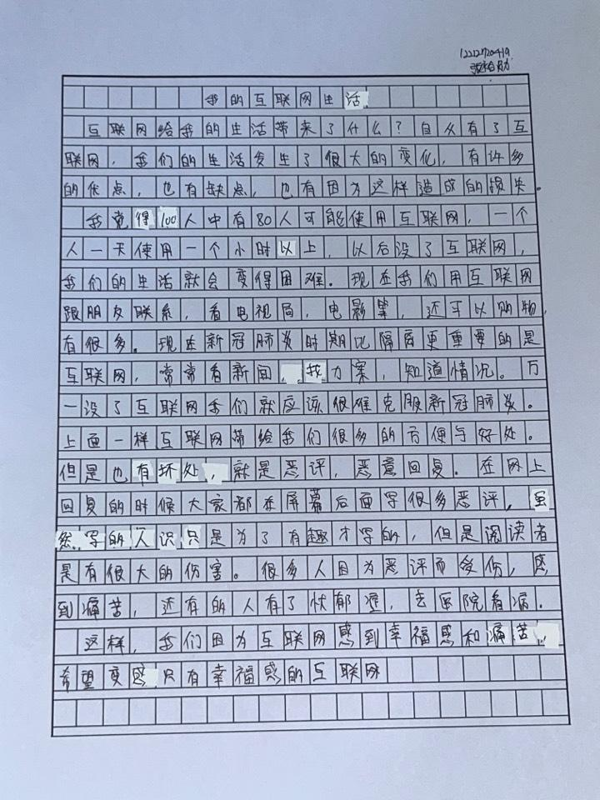 我的互联网生活
互联网给我的生活带来了什么？自从有了互
联网，我们的生活发生了很大的变化，有许多
的优点，也有缺点，也有因为这样造成的损失。
我觉得100人中有80人可能使用互联网，一个
人一天使用一个小时以上，以后没了互联网，
我们的生活就会变得困难。现在我们用互联网
跟朋友联系，看电视局，电影等，还可以购物，
有很多。现在新冠肺炎时期比隔离更重要的是
互联网，常常看新回，找力案，知道情况。万
一没了互联网我们就应该很难克服新冠肺炎。
上面一样互联网带给我们很多的方便与好处。
但是也有坏处，就是恶评，恶意回复。在网上
回复的时候大家都在屏幕后面写很多恶评，虽
然写的人识只是为了有趣才写的，但是阅读者
是有很大的伤害。很多人因为恶评而受伤，感
到痛苦，还有的人有了忧郁症，去医院看病。
这样，我们因为互联网感到幸福感和痛苦，
希望变感只有幸福感的互联网